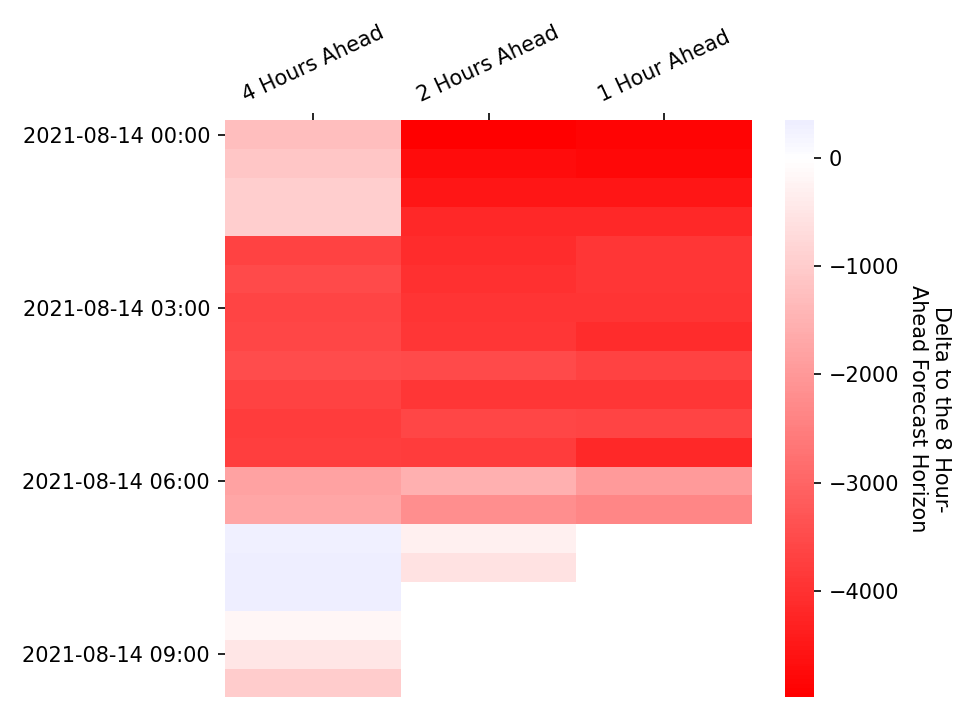 4 Hours Ahead
2 Hours Ahead
1 Hour Ahead
2021-08-14 00:00
2021-08-14 03:00
2021-08-14 06:00
2021-08-14 09:00
0
−1000
−2000
−3000
−4000
Delta to the 8 Hour-
Ahead Forecast Horizon